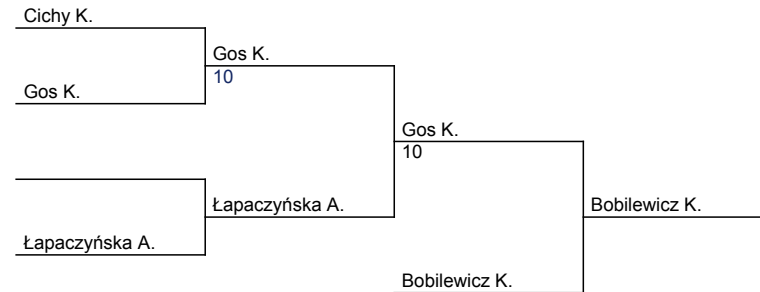 Cichy K.
Gos K.
10
Gos K.
Gos K.
10
Łapaczyńska A.
Bobilewicz K.
Łapaczyńska A.
Bobilewicz K.